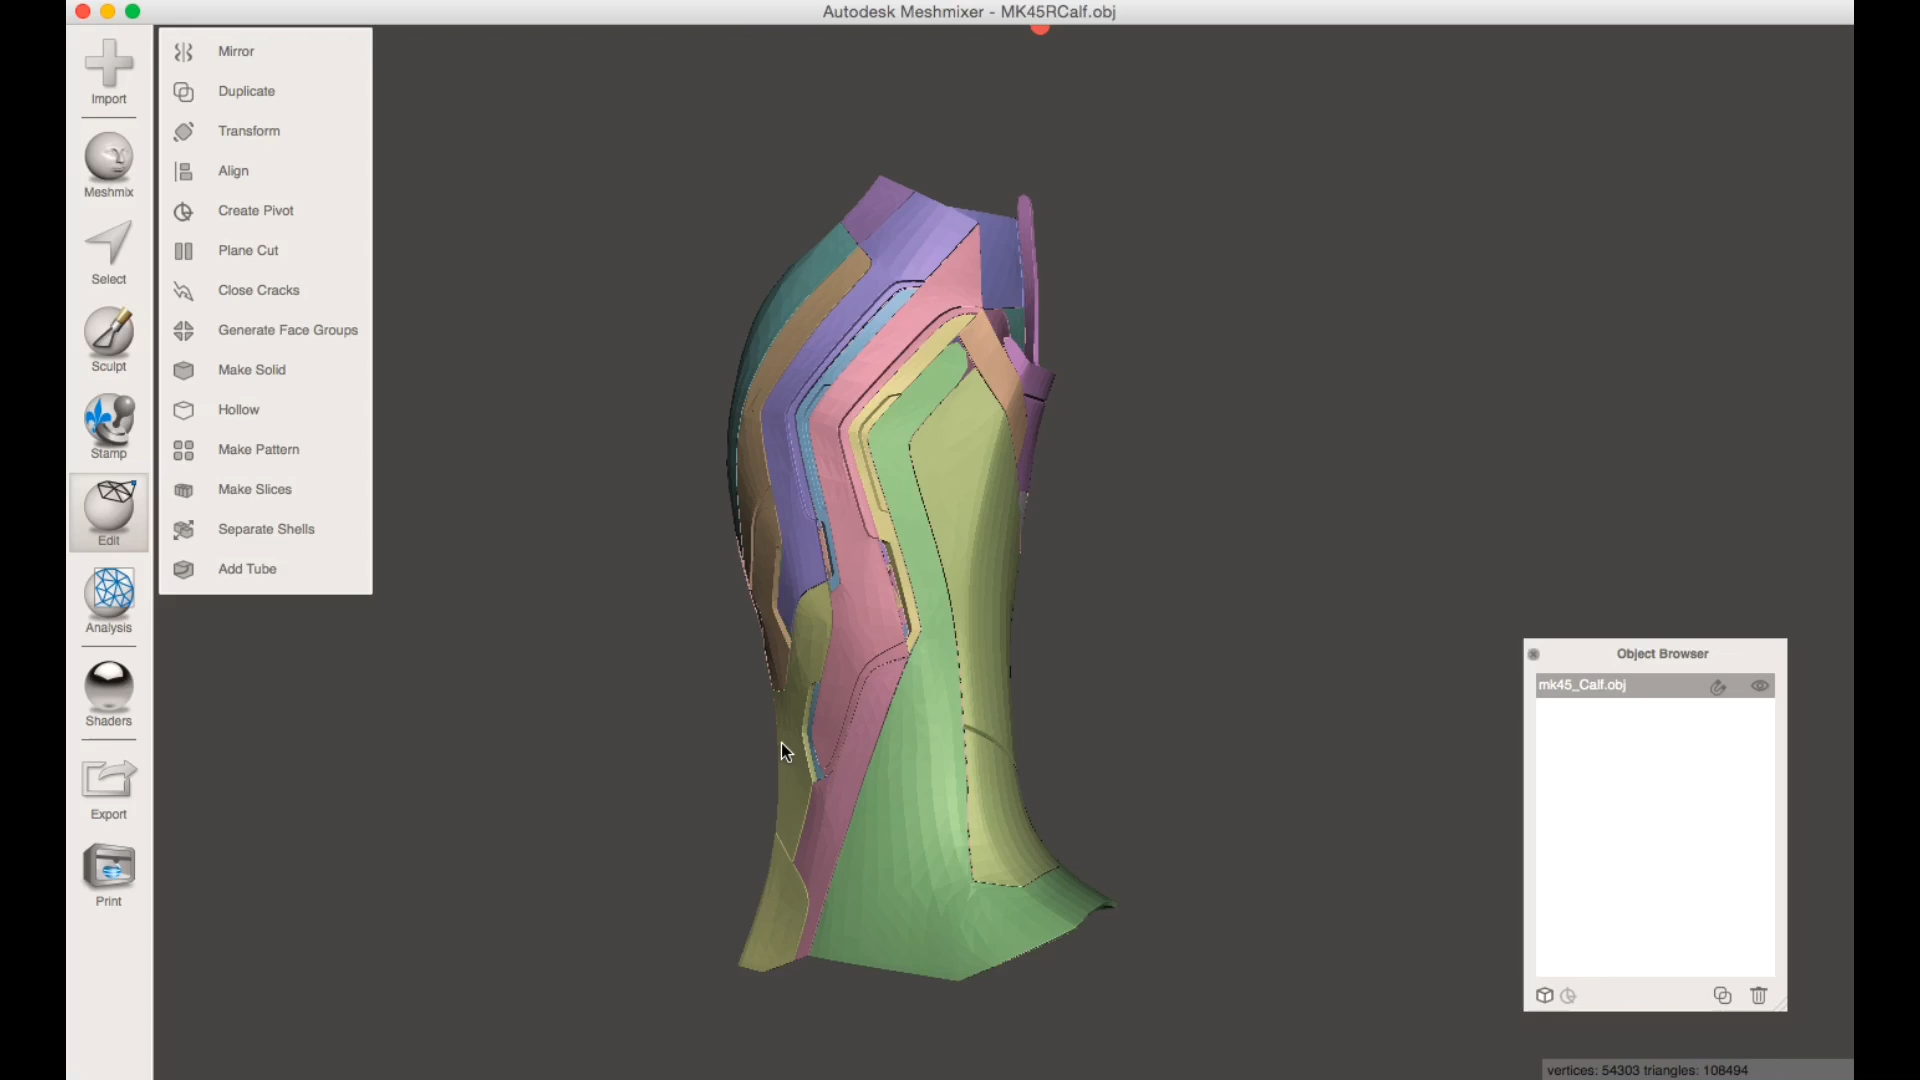 Autodesk Meshmixer - MK45RCalf.obj
Import
Meshmix
Select
Sculpt
Stamp
Edit
Analysis
Shaders
Export
Print
Mirror
Duplicate
Transform
Align
Create Pivot
Plane Cut
Close Cracks
Generate Face Groups
Make Solid
Hollow
Make Pattern
Make Slices
Separate Shells
Add Tube
Object Browser
mk45_Calf.obj
vertices: 54303 triangles: 108494